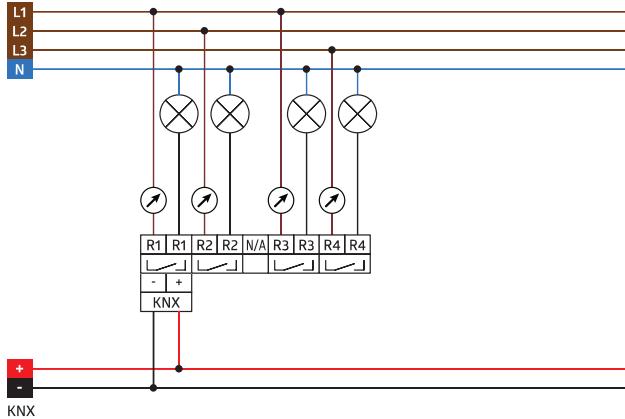 L1
L2
L3
N
R1 R1 R2 R2 N/A R3 R3 R4 R4
- +
KNX
+
-
KNX